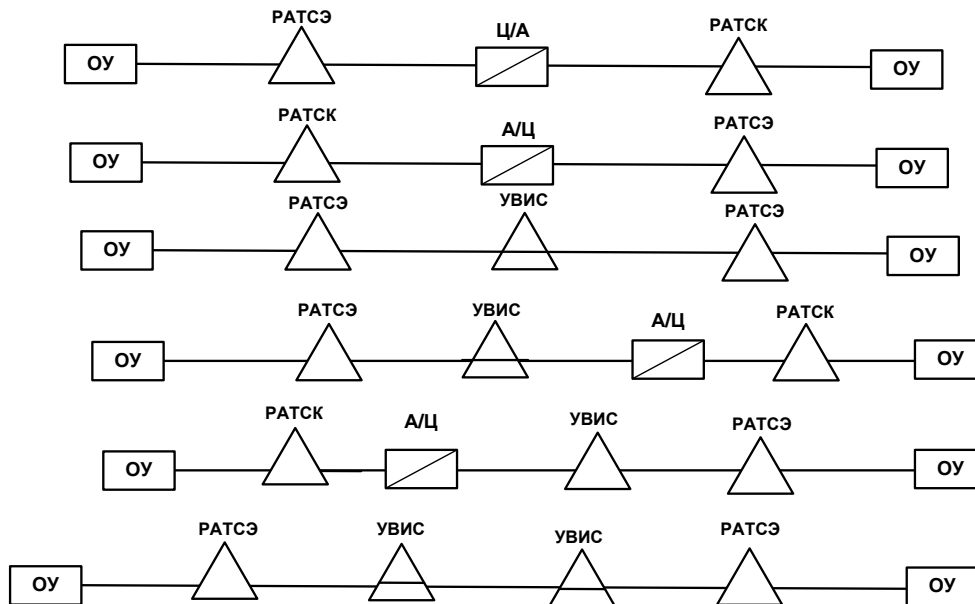 РАТСЭ Ц/А РАТСК
ОУ ОУ
РАТСК А/Ц РАТСЭ
ОУ ОУ
РАТСЭ УВИС РАТСЭ
ОУ ОУ
РАТСЭ УВИС А/Ц РАТСК
ОУ ОУ
РАТСК А/Ц УВИС РАТСЭ
ОУ ОУ
РАТСЭ УВИС УВИС РАТСЭ
ОУ ОУ